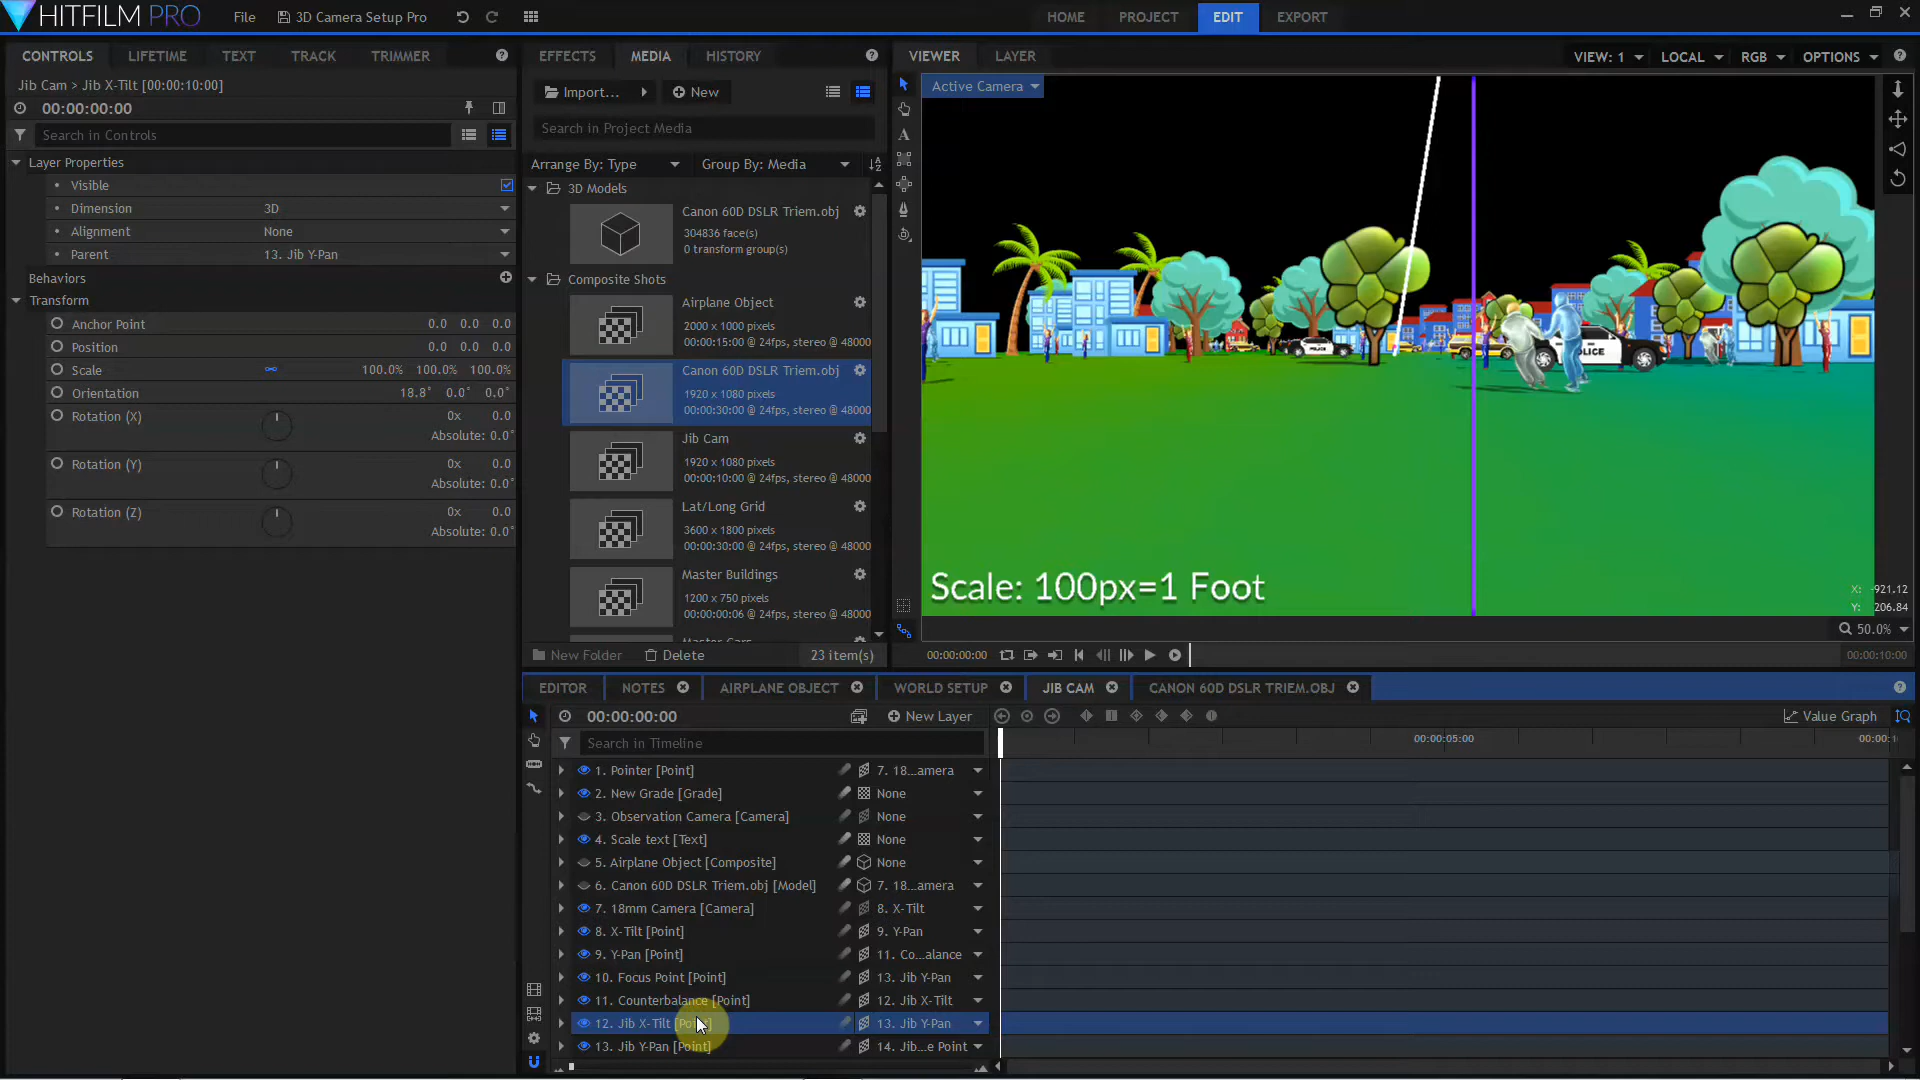 HITFILM PRO
File
3D Camera Setup Pro
HOME
PROJECT
EDIT
EXPORT
CONTROLS
LIFETIME
TEXT
TRACK
TRIMMER
Jib Cam > Jib X-Tilt [00:00:10:00]
00:00:00:00
Search in Controls
Layer Properties
Visible
Dimension 3D
Alignment None
Parent 13. Jib Y-Pan
Behaviors
Transform
Anchor Point 0.0 0.0 0.0
Position 0.0 0.0 0.0
Scale 100.0% 100.0% 100.0%
Orientation 18.8° 0.0° 0.0°
Rotation (X) 0x 0.0
Absolute: 0.0°
Rotation (Y) 0x 0.0
Absolute: 0.0°
Rotation (Z) 0x 0.0
Absolute: 0.0°
EFFECTS
MEDIA
HISTORY
Import...
New
Search in Project Media
Arrange By: Type
Group By: Media
3D Models
Canon 60D DSLR Triem.obj
304836 face(s)
0 transform group(s)
Composite Shots
Airplane Object
2000 x 1000 pixels
00:00:15:00 @ 24fps, stereo @ 48000
Canon 60D DSLR Triem.obj
1920 x 1080 pixels
00:00:30:00 @ 24fps, stereo @ 48000
Jib Cam
1920 x 1080 pixels
00:00:10:00 @ 24fps, stereo @ 48000
Lat/Long Grid
3600 x 1800 pixels
00:00:30:00 @ 24fps, stereo @ 48000
Master Buildings
1200 x 750 pixels
00:00:00:06 @ 24fps, stereo @ 48000
New Folder
Delete
23 item(s)
VIEWER
LAYER
VIEW: 1
LOCAL
RGB
OPTIONS
Active Camera
POLICE
Scale: 100px=1 Foot
X: -921.12
Y: 206.84
50.0%
00:00:00:00
00:00:10:00
EDITOR
NOTES
AIRPLANE OBJECT
WORLD SETUP
JIB CAM
CANON 60D DSLR TRIEM.OBJ
00:00:00:00
New Layer
Value Graph
Search in Timeline
00:00:05:00
1. Pointer [Point] 7. 18...amera
2. New Grade [Grade] None
3. Observation Camera [Camera] None
4. Scale text [Text] None
5. Airplane Object [Composite] None
6. Canon 60D DSLR Triem.obj [Model] 7. 18...amera
7. 18mm Camera [Camera] 8. X-Tilt
8. X-Tilt [Point] 9. Y-Pan
9. Y-Pan [Point] 11. Co...alance
10. Focus Point [Point] 13. Jib Y-Pan
11. Counterbalance [Point] 12. Jib X-Tilt
12. Jib X-Tilt [Point] 13. Jib Y-Pan
13. Jib Y-Pan [Point] 14. Jib...e Point